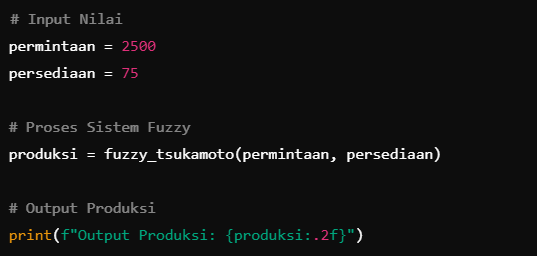 # Input Nilai
permintaan = 2500
persediaan = 75
# Proses Sistem Fuzzy
produksi = fuzzy_tsukamoto(permintaan, persediaan)
# Output Produksi
print(f"Output Produksi: {produksi:.2f}")